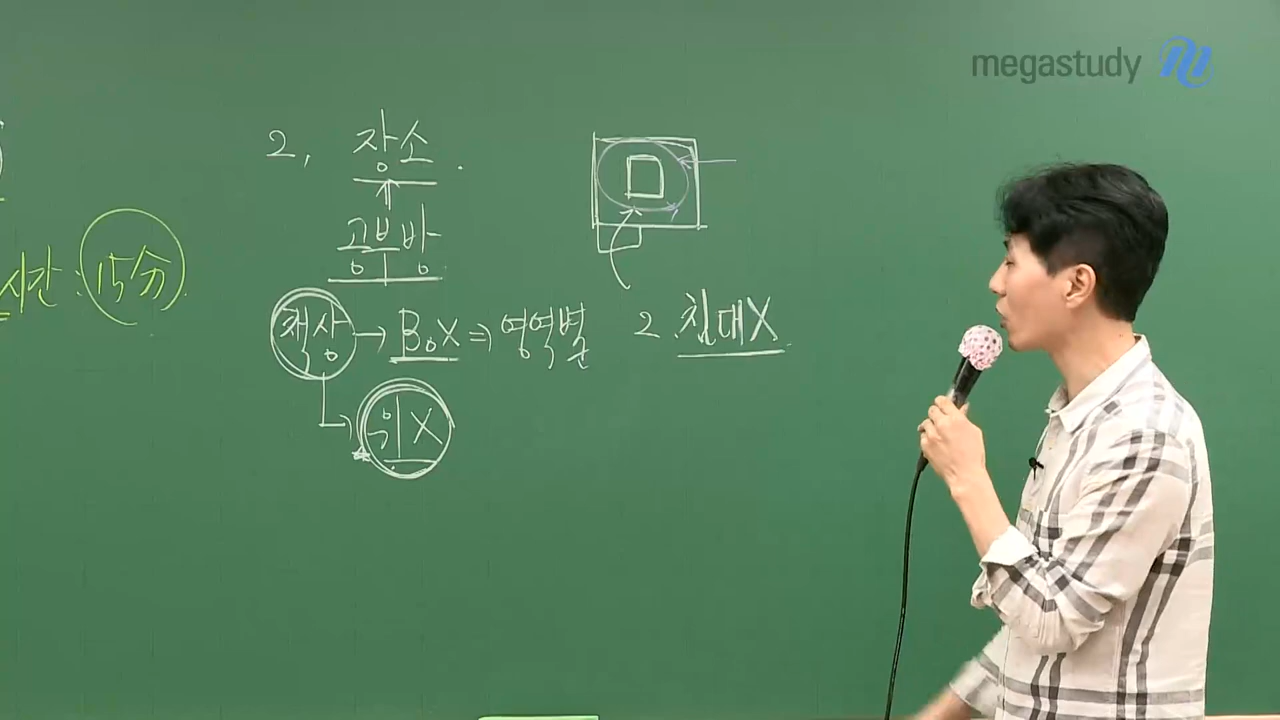 megastudy
2, 장소.
공부방
시간 : 15分
책상 → BoX ⇒ 영역별
2. 침대X
위X